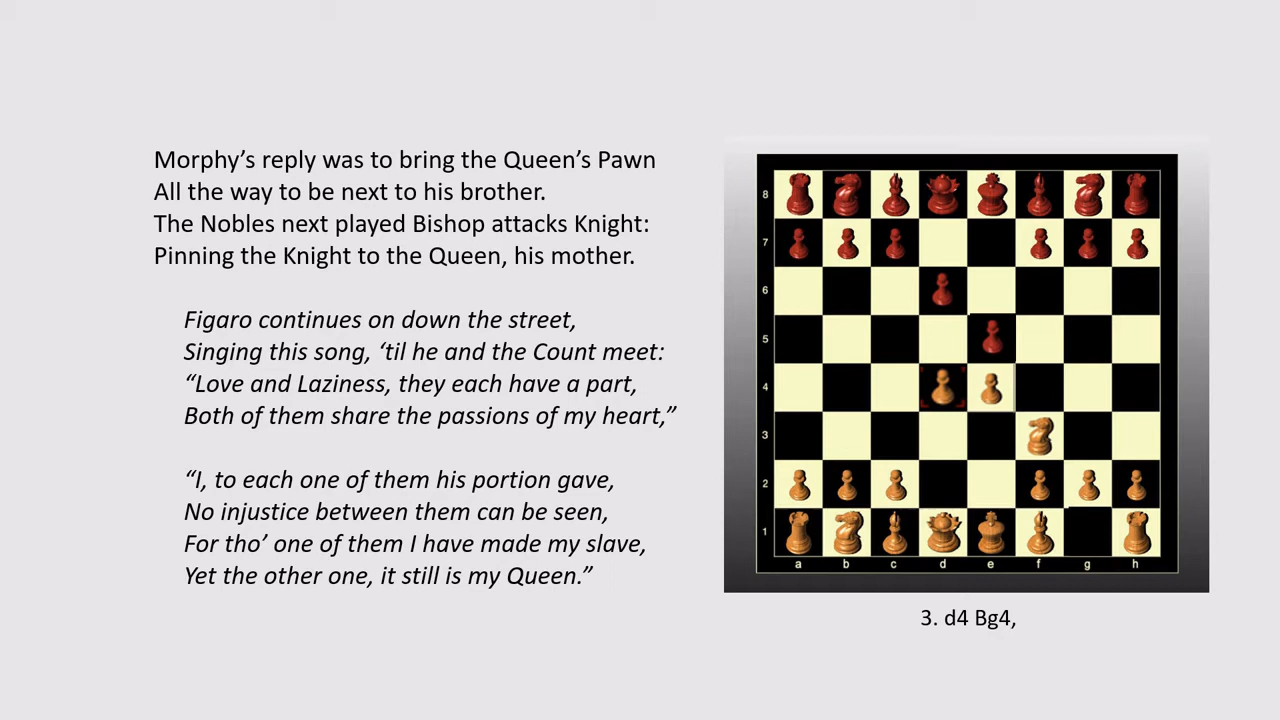 Morphy’s reply was to bring the Queen’s Pawn
All the way to be next to his brother.
The Nobles next played Bishop attacks Knight:
Pinning the Knight to the Queen, his mother.
Figaro continues on down the street,
Singing this song, ‘til he and the Count meet:
“Love and Laziness, they each have a part,
Both of them share the passions of my heart,”
“I, to each one of them his portion gave,
No injustice between them can be seen,
For tho’ one of them I have made my slave,
Yet the other one, it still is my Queen.”
8
7
6
5
4
3
2
1
a b c d e f g h
3. d4 Bg4,